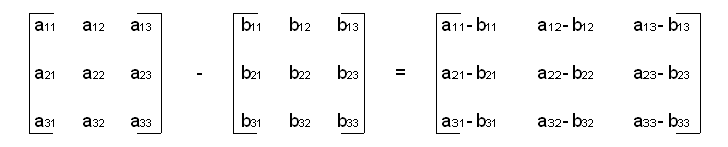 a11 a12 a13 b11 b12 b13 a11-b11 a12-b12 a13-b13
a21 a22 a23 - b21 b22 b23 = a21-b21 a22-b22 a23-b23
a31 a32 a33 b31 b32 b33 a31-b31 a32-b32 a33-b33